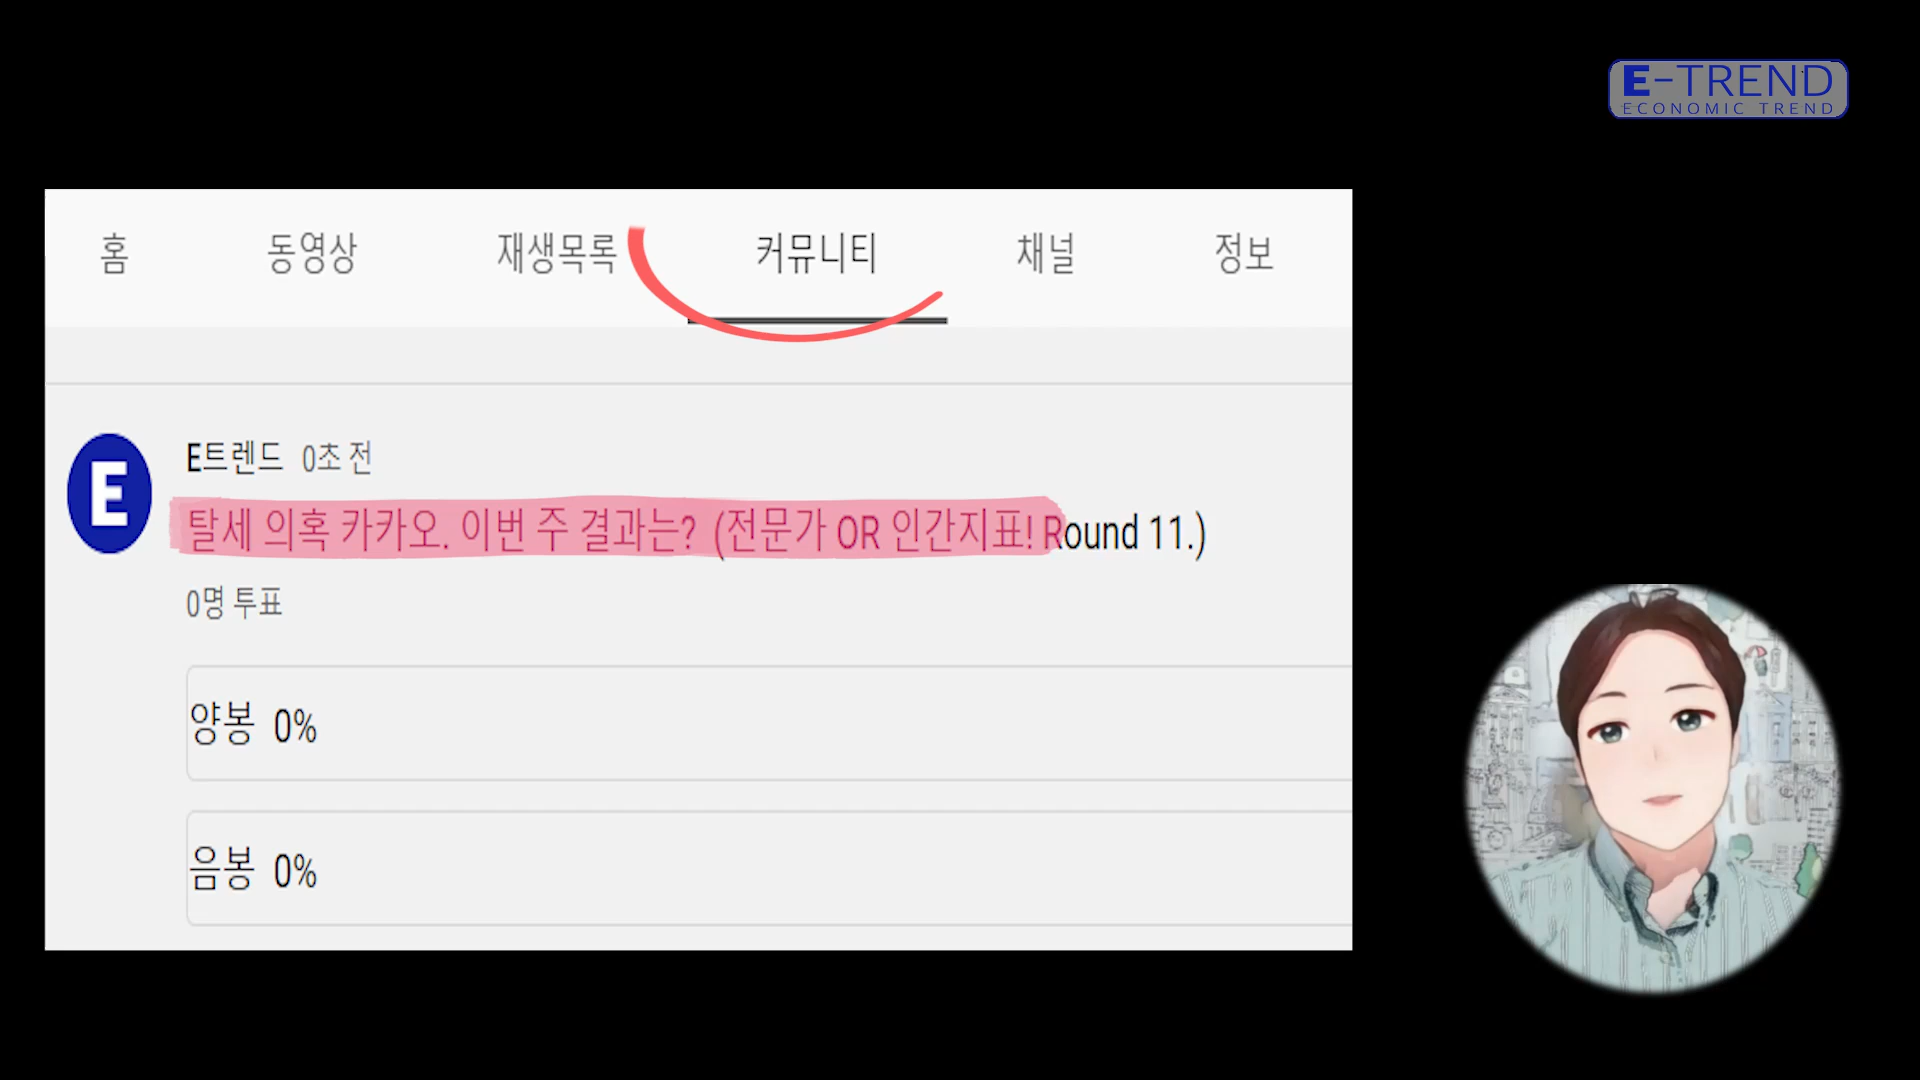 E-TREND
ECONOMIC TREND
홈 동영상 재생목록 커뮤니티 채널 정보
E
E트렌드 0초 전
탈세 의혹 카카오. 이번 주 결과는? (전문가 OR 인간지표! Round 11.)
0명 투표
양봉 0%
음봉 0%